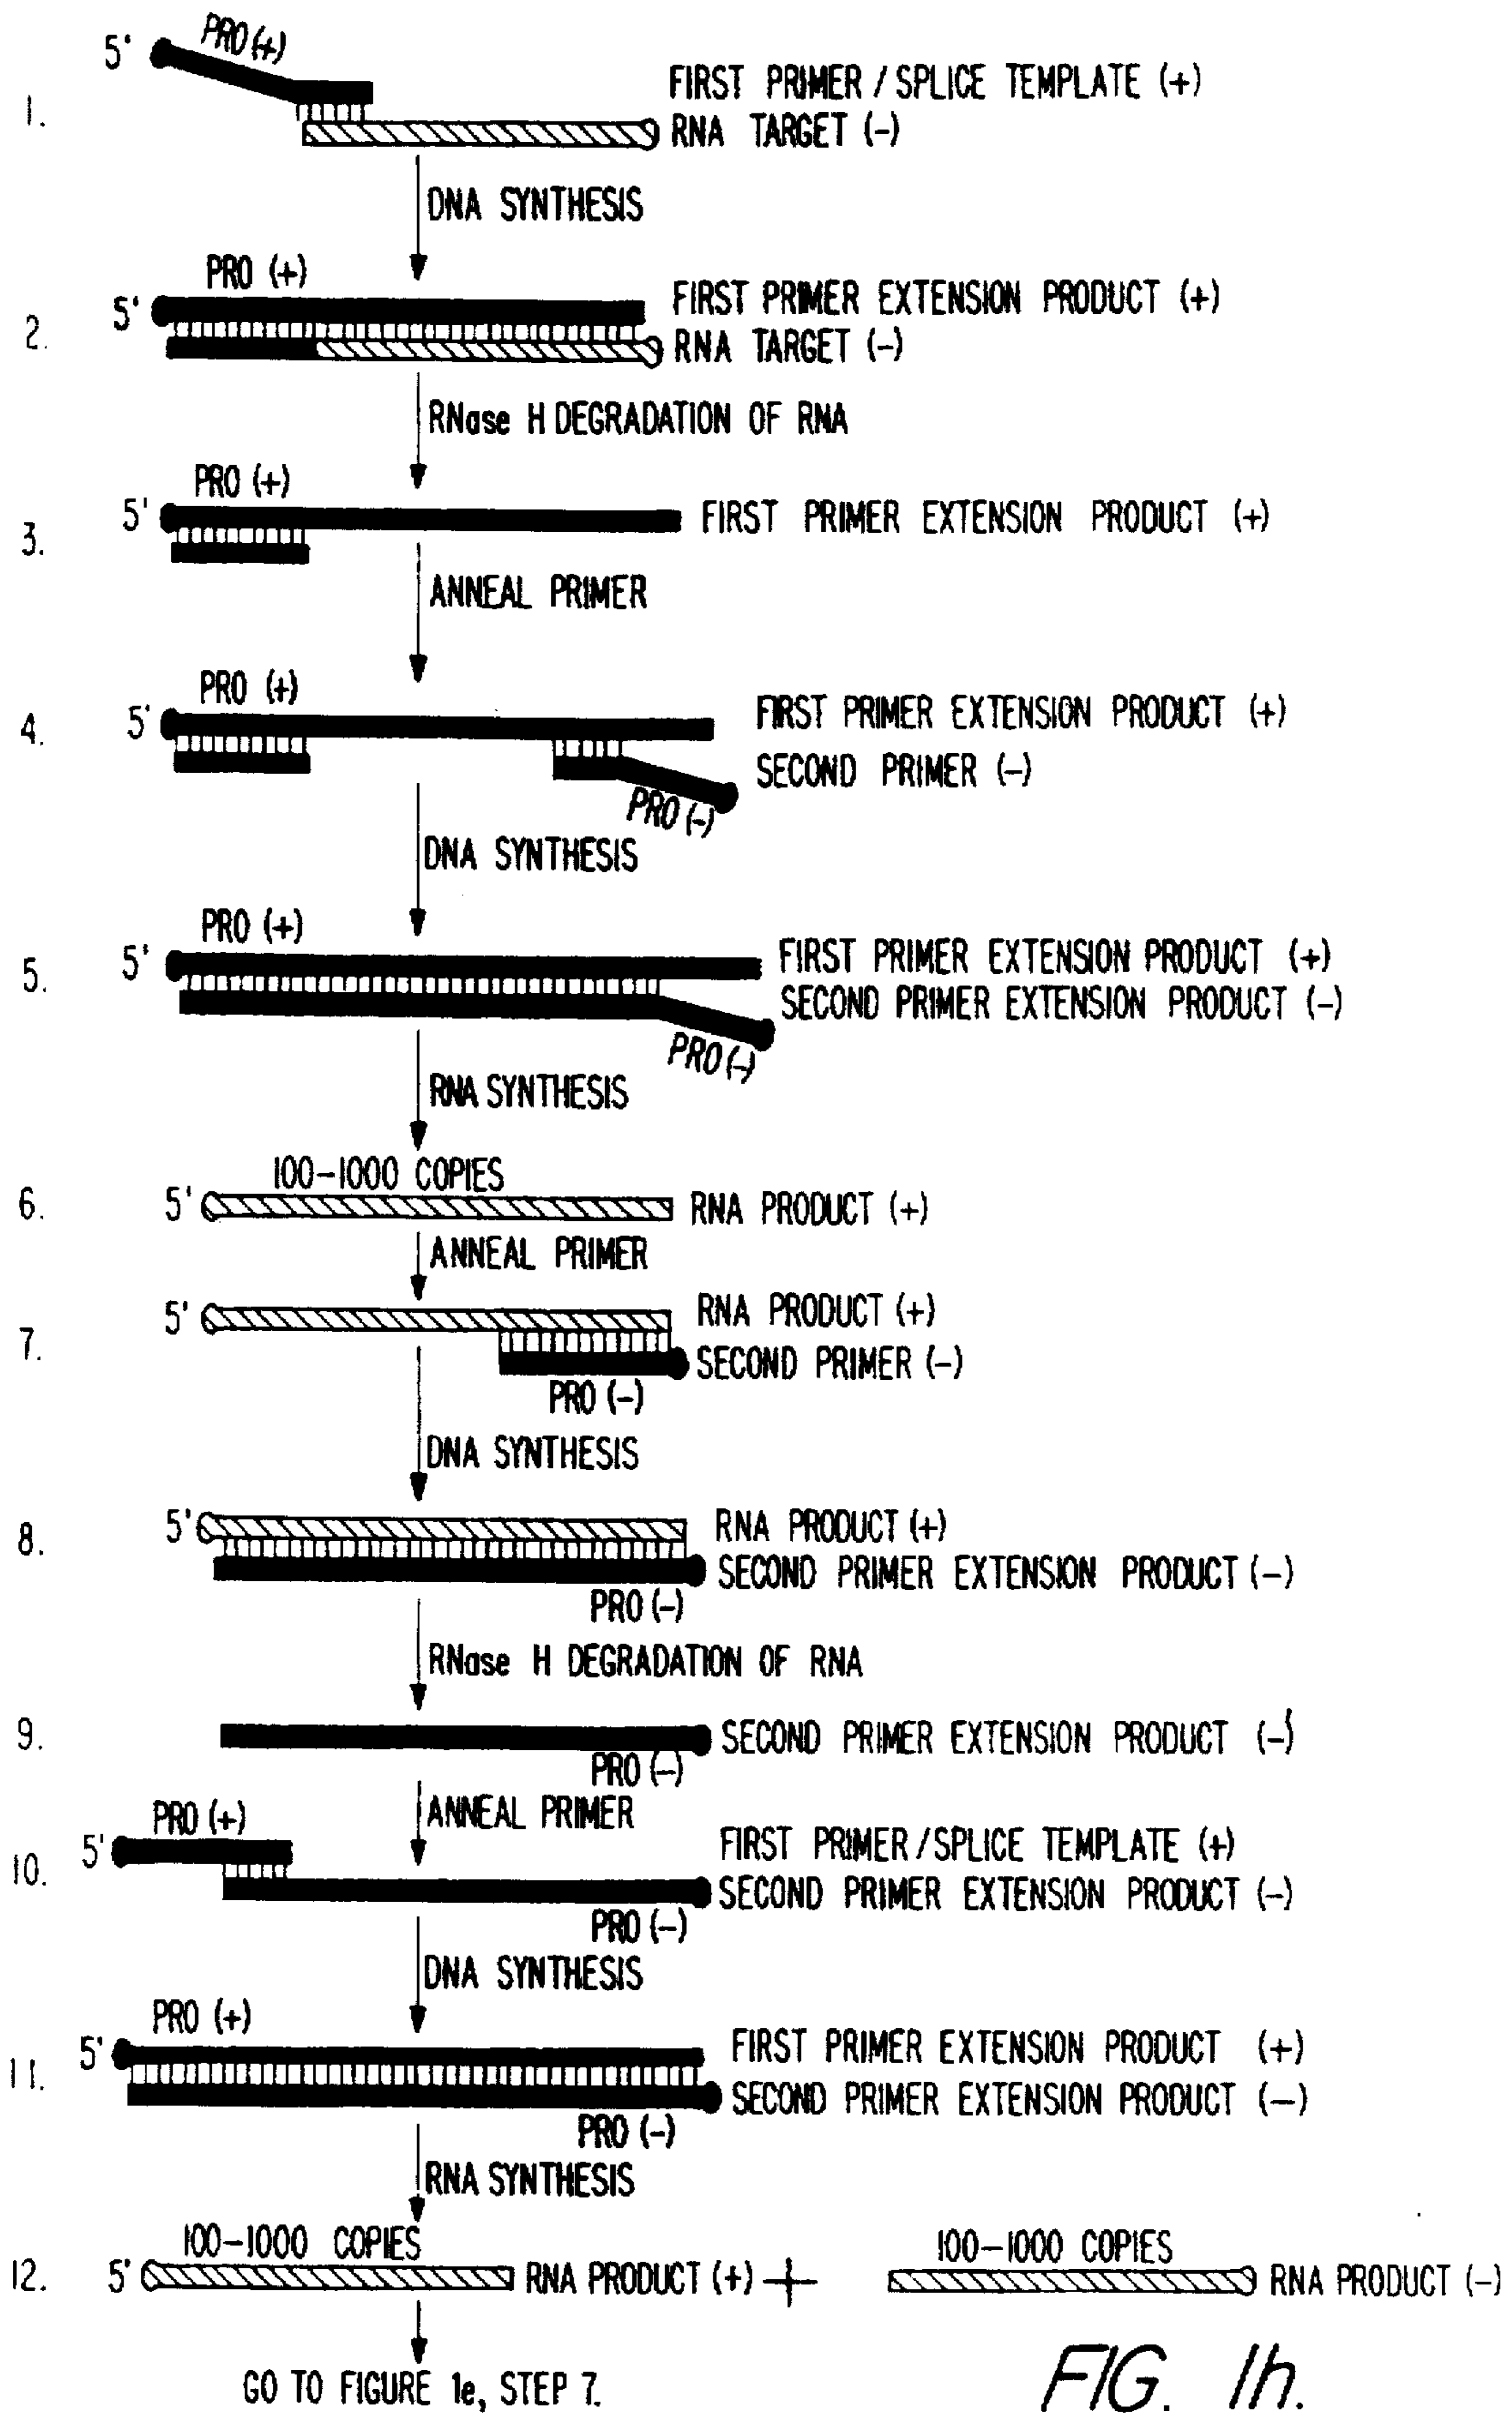 5' PRO (+)
1. FIRST PRIMER / SPLICE TEMPLATE (+)
RNA TARGET (-)
DNA SYNTHESIS
PRO (+)
5' FIRST PRIMER EXTENSION PRODUCT (+)
2. RNA TARGET (-)
RNase H DEGRADATION OF RNA
PRO (+)
5' FIRST PRIMER EXTENSION PRODUCT (+)
3.
ANNEAL PRIMER
PRO (+)
4. 5' FIRST PRIMER EXTENSION PRODUCT (+)
SECOND PRIMER (-)
PRO (-)
DNA SYNTHESIS
PRO (+)
5. 5' FIRST PRIMER EXTENSION PRODUCT (+)
SECOND PRIMER EXTENSION PRODUCT (-)
PRO (-)
RNA SYNTHESIS
100-1000 COPIES
6. 5' RNA PRODUCT (+)
ANNEAL PRIMER
5' RNA PRODUCT (+)
7. SECOND PRIMER (-)
PRO (-)
DNA SYNTHESIS
5' RNA PRODUCT (+)
8. SECOND PRIMER EXTENSION PRODUCT (-)
PRO (-)
RNase H DEGRADATION OF RNA
9. SECOND PRIMER EXTENSION PRODUCT (-)
PRO (-)
ANNEAL PRIMER
PRO (+)
5' FIRST PRIMER / SPLICE TEMPLATE (+)
10. SECOND PRIMER EXTENSION PRODUCT (-)
PRO (-)
DNA SYNTHESIS
PRO (+)
5' FIRST PRIMER EXTENSION PRODUCT (+)
11. SECOND PRIMER EXTENSION PRODUCT (-)
PRO (-)
RNA SYNTHESIS
100-1000 COPIES 100-1000 COPIES
12. 5' RNA PRODUCT (+) + RNA PRODUCT (-)
GO TO FIGURE 1e, STEP 7.
FIG. 1h.